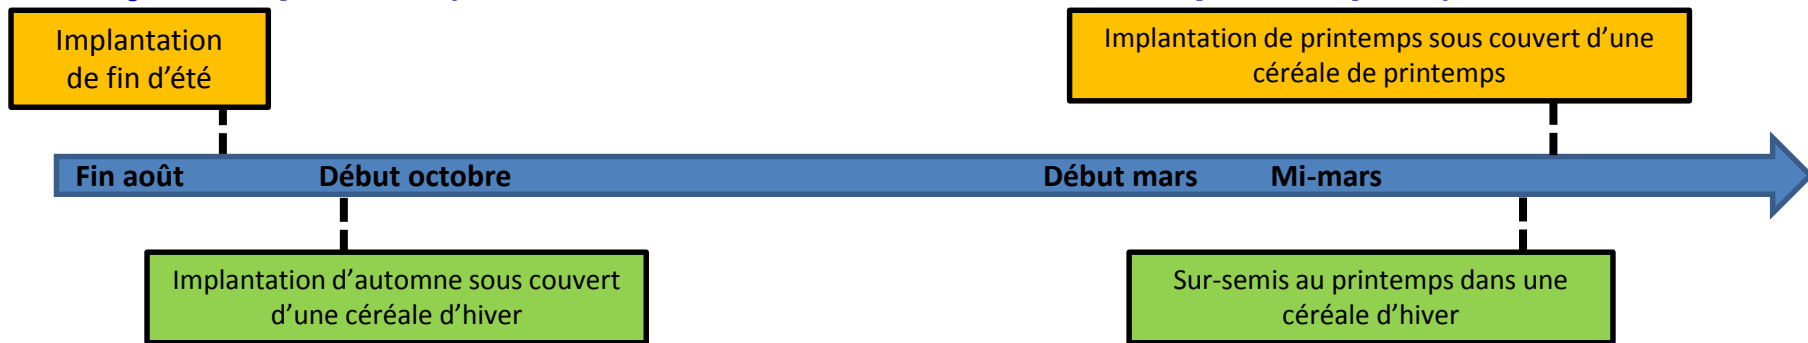 Implantation
de fin d’été
Implantation de printemps sous couvert d’une
céréale de printemps
Fin août
Début octobre
Début mars
Mi-mars
Implantation d’automne sous couvert
d’une céréale d’hiver
Sur-semis au printemps dans une
céréale d’hiver